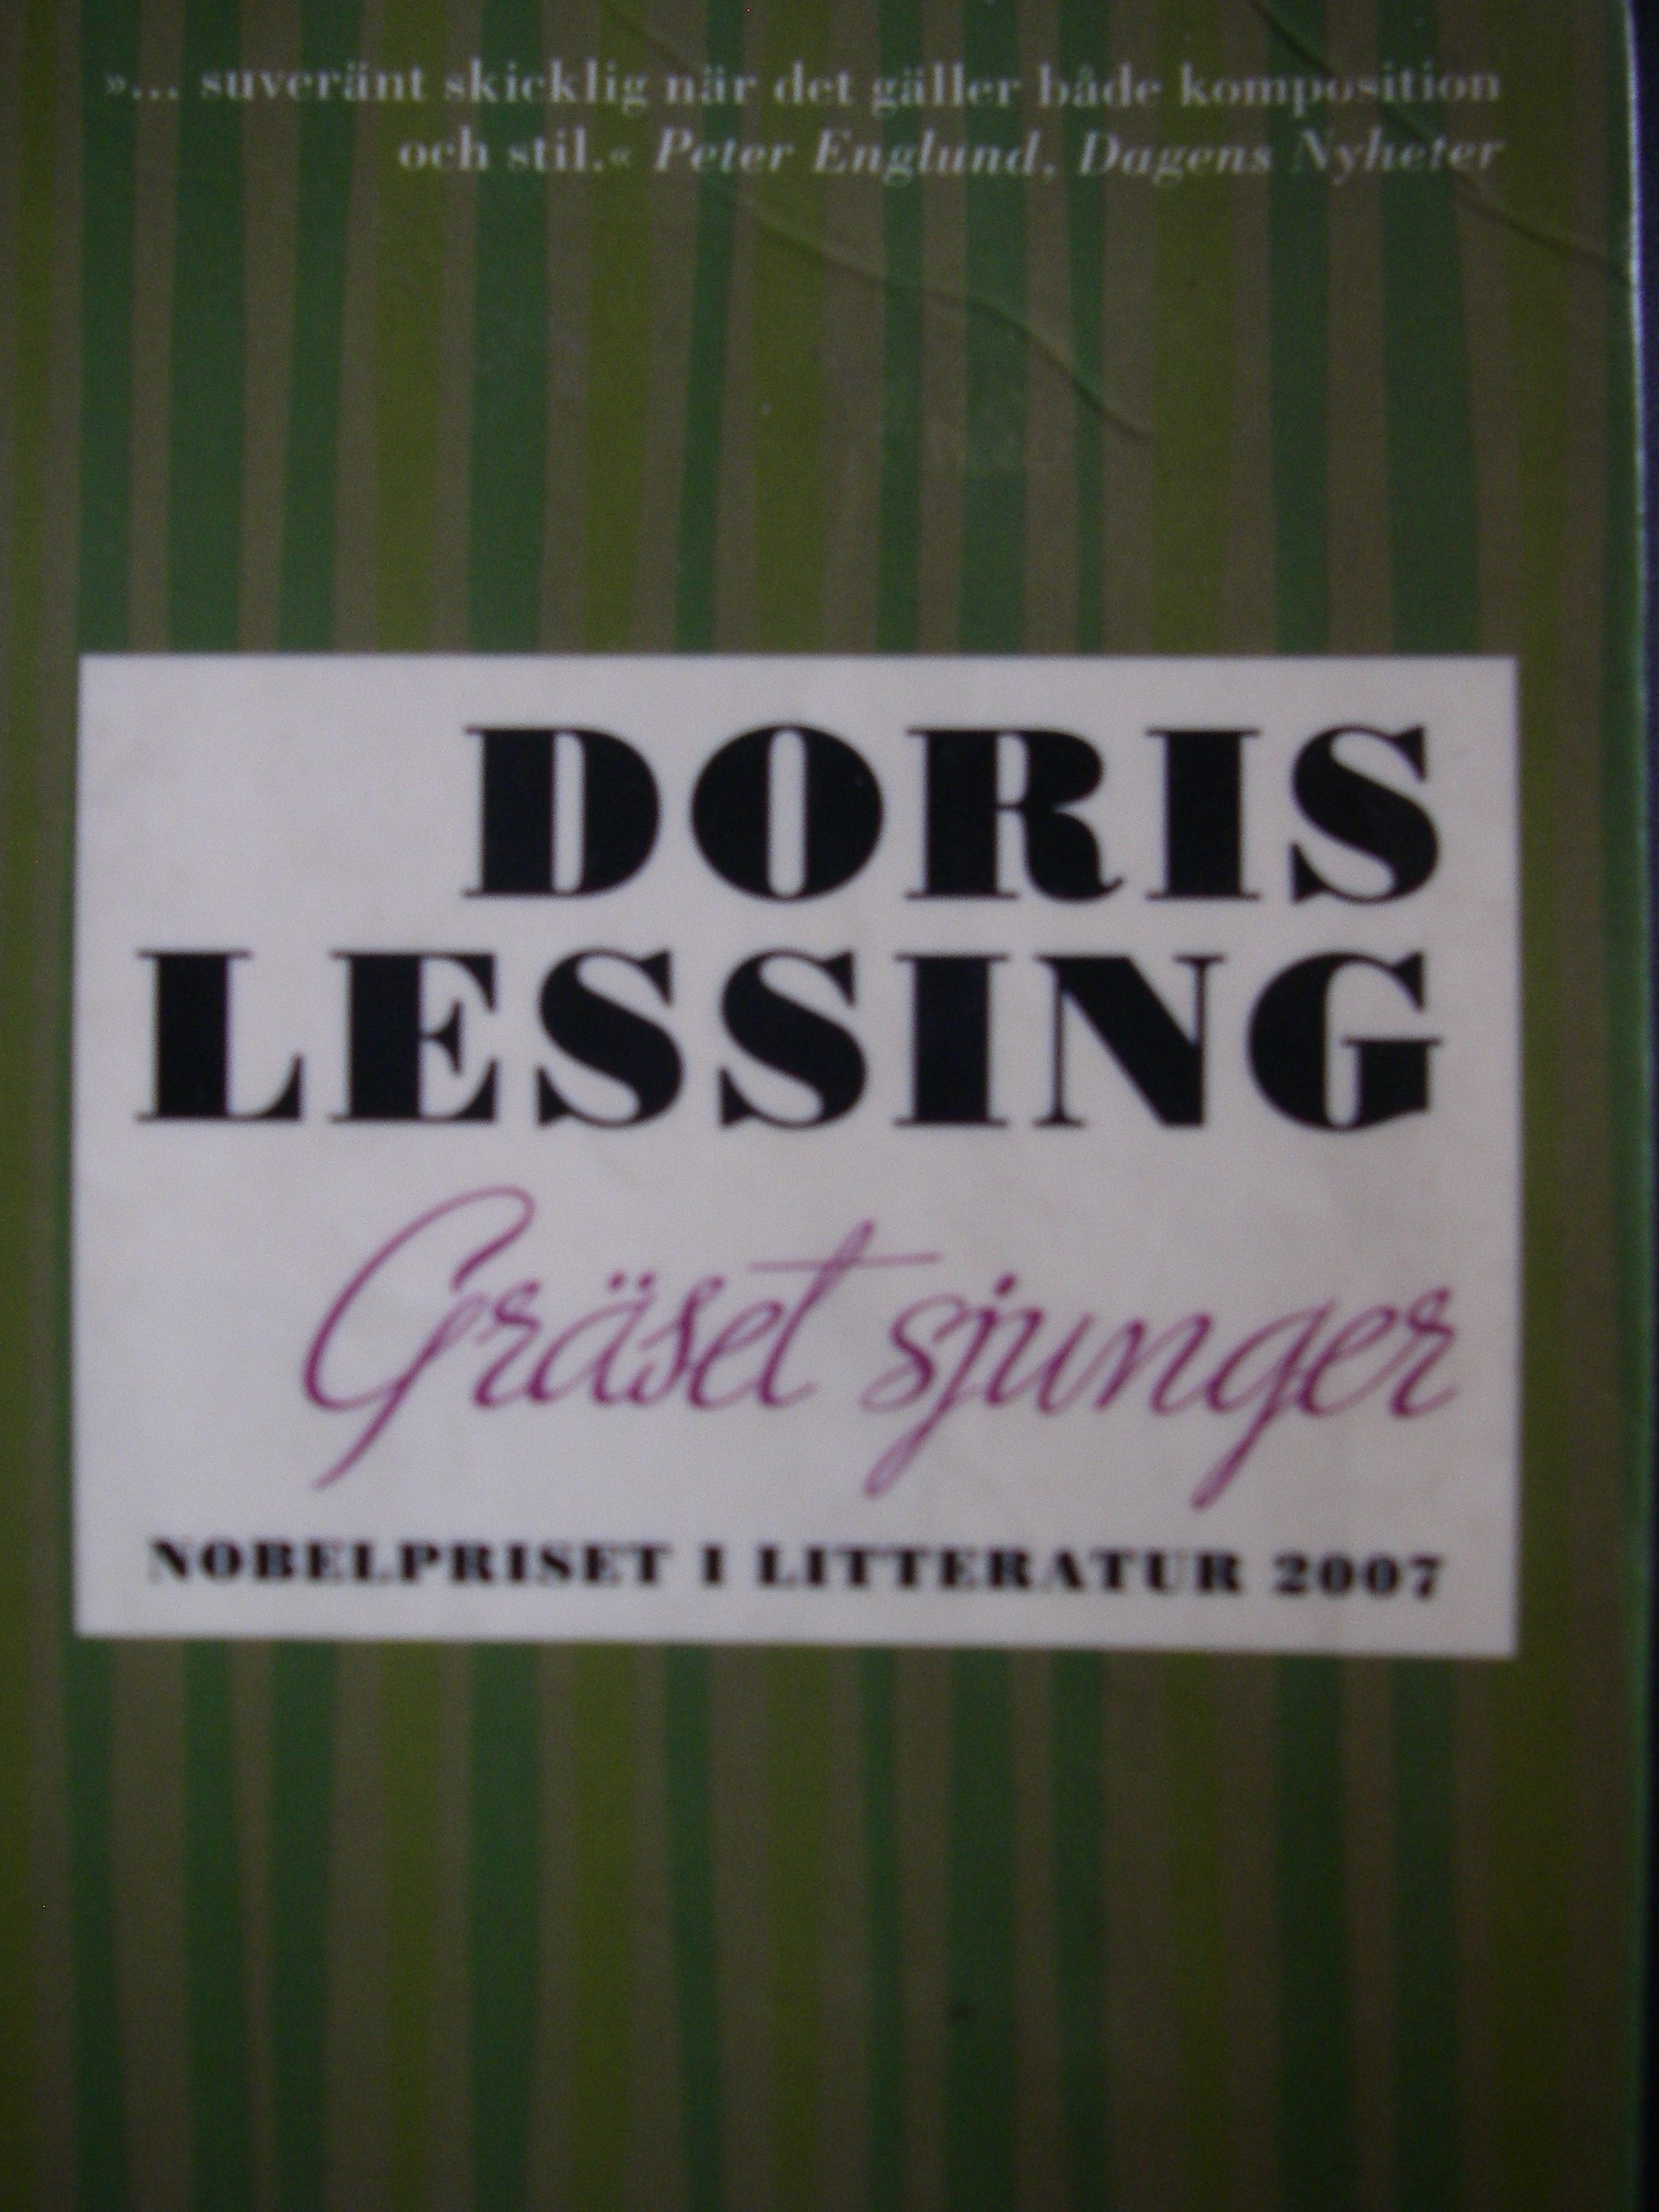 »... suveränt skicklig när det gäller både komposition
och stil.« Peter Englund, Dagens Nyheter
DORIS
LESSING
Gräset sjunger
NOBELPRISET I LITTERATUR 2007